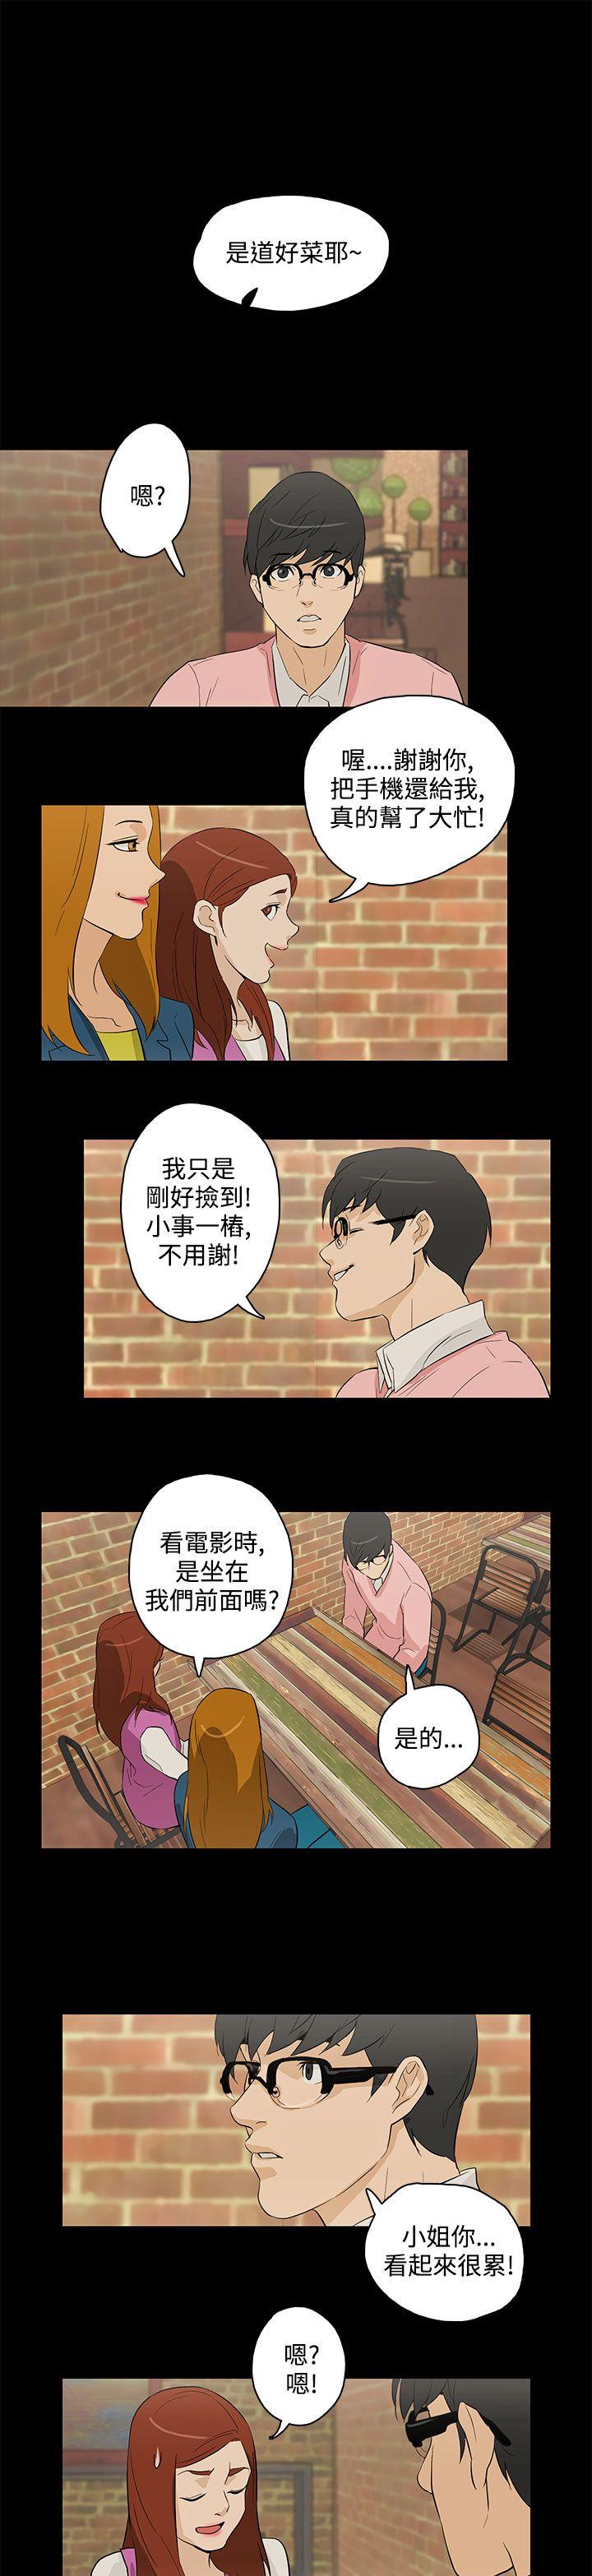 是道好菜耶~
嗯?
喔....謝謝你,
把手機還給我,
真的幫了大忙!
我只是
剛好撿到!
小事一樁,
不用謝!
看電影時,
是坐在
我們前面嗎?
是的...
小姐你...
看起來很累!
嗯?
嗯!